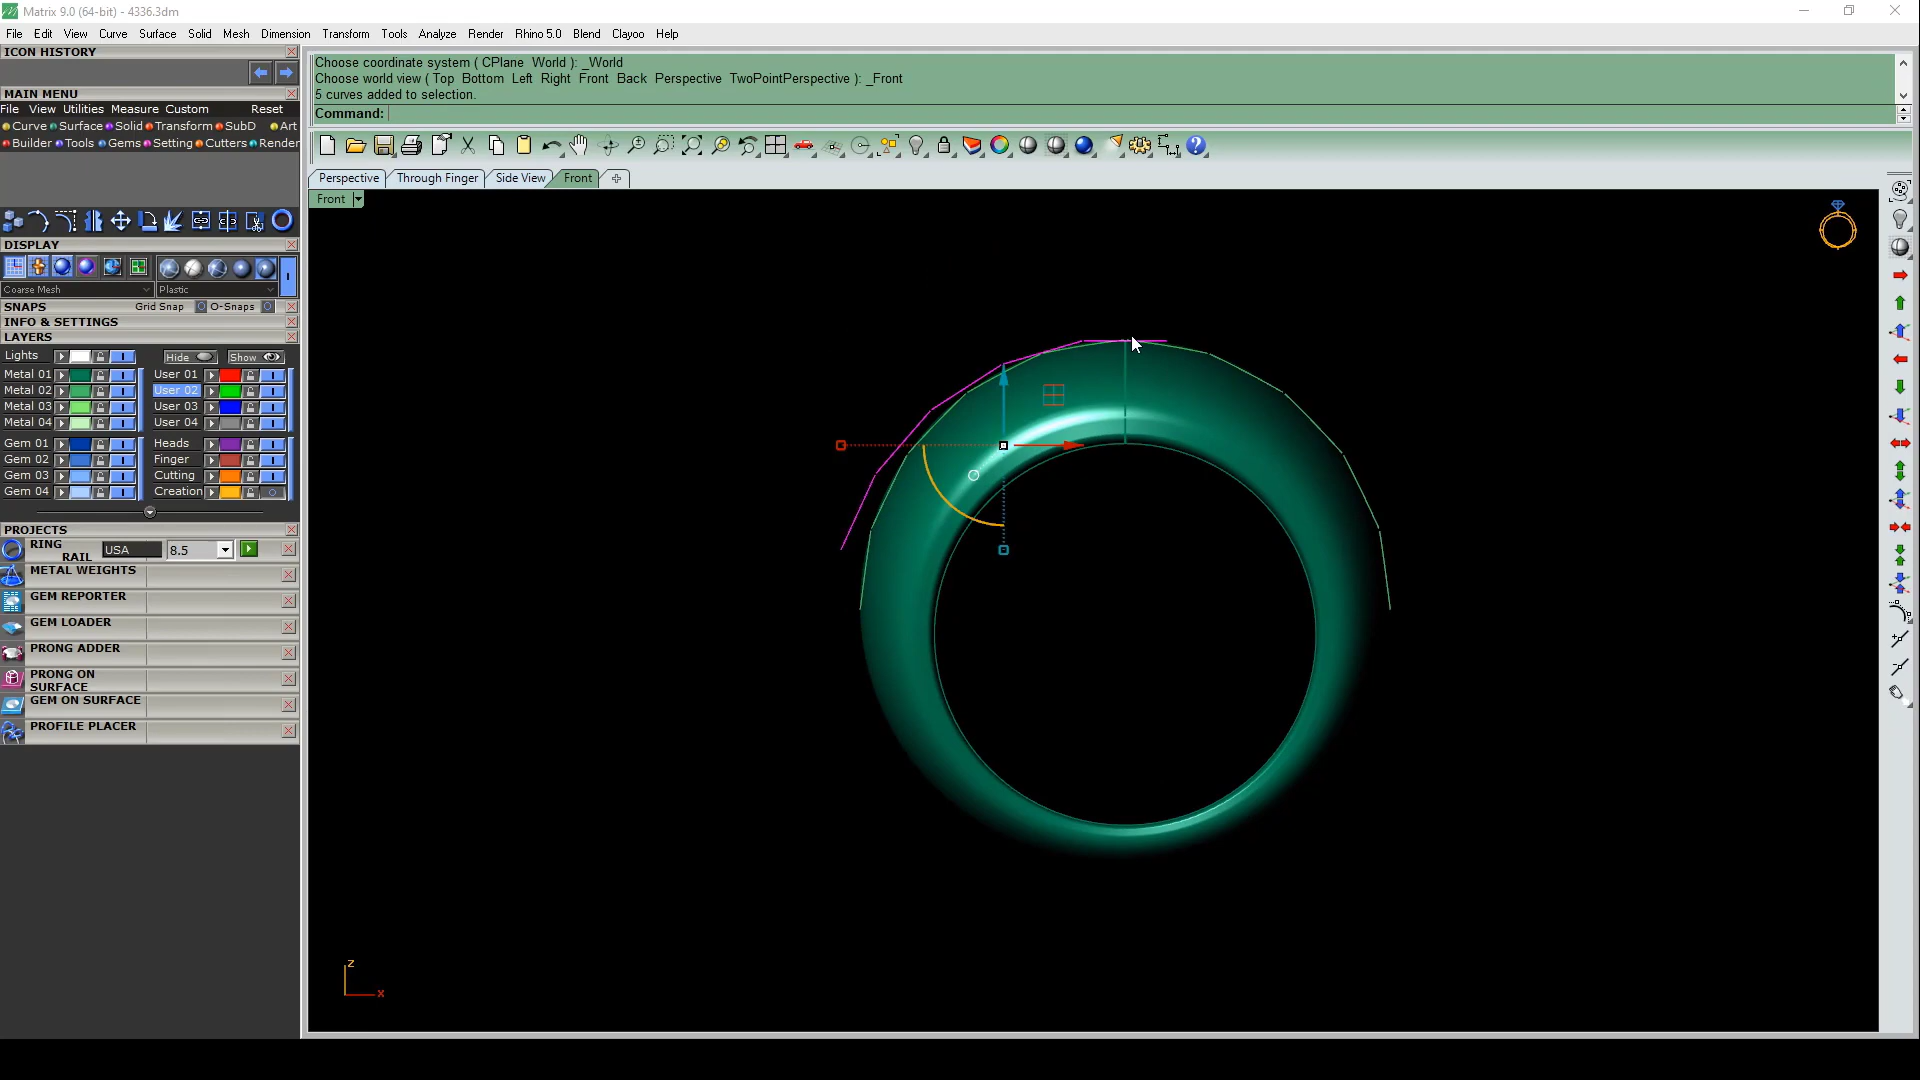 Matrix 9.0 (64-bit) - 4336.3dm
File Edit View Curve Surface Solid Mesh Dimension Transform Tools Analyze Render Rhino 5.0 Blend Clayoo Help
ICON HISTORY
MAIN MENU
File View Utilities Measure Custom Reset
Curve Surface Solid Transform SubD Art
Builder Tools Gems Setting Cutters Render
DISPLAY
Coarse Mesh Plastic
SNAPS Grid Snap O-Snaps
INFO & SETTINGS
LAYERS
Lights Hide Show
Metal 01 User 01
Metal 02 User 02
Metal 03 User 03
Metal 04 User 04
Gem 01 Heads
Gem 02 Finger
Gem 03 Cutting
Gem 04 Creation
PROJECTS
RING RAIL USA 8.5
METAL WEIGHTS
GEM REPORTER
GEM LOADER
PRONG ADDER
PRONG ON
SURFACE
GEM ON SURFACE
PROFILE PLACER
Choose coordinate system ( CPlane World ): _World
Choose world view ( Top Bottom Left Right Front Back Perspective TwoPointPerspective ): _Front
5 curves added to selection.
Command:
Perspective Through Finger Side View Front
Front
z
x